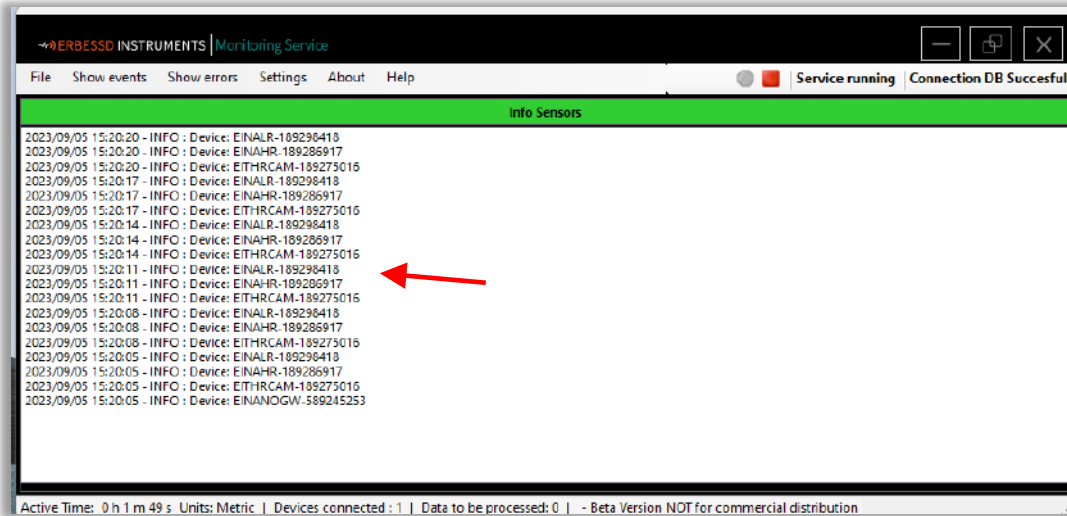 ERBESSD INSTRUMENTS | Monitoring Service
File Show events Show errors Settings About Help Service running Connection DB Succesful
Info Sensors
2023/09/05 15:20:20 - INFO : Device: EINALR-189298418
2023/09/05 15:20:20 - INFO : Device: EINAHR-189286917
2023/09/05 15:20:20 - INFO : Device: EITHRCAM-189275016
2023/09/05 15:20:17 - INFO : Device: EINALR-189298418
2023/09/05 15:20:17 - INFO : Device: EINAHR-189286917
2023/09/05 15:20:17 - INFO : Device: EITHRCAM-189275016
2023/09/05 15:20:14 - INFO : Device: EINALR-189298418
2023/09/05 15:20:14 - INFO : Device: EINAHR-189286917
2023/09/05 15:20:14 - INFO : Device: EITHRCAM-189275016
2023/09/05 15:20:11 - INFO : Device: EINALR-189298418
2023/09/05 15:20:11 - INFO : Device: EINAHR-189286917
2023/09/05 15:20:11 - INFO : Device: EITHRCAM-189275016
2023/09/05 15:20:08 - INFO : Device: EINALR-189298418
2023/09/05 15:20:08 - INFO : Device: EINAHR-189286917
2023/09/05 15:20:08 - INFO : Device: EITHRCAM-189275016
2023/09/05 15:20:05 - INFO : Device: EINALR-189298418
2023/09/05 15:20:05 - INFO : Device: EINAHR-189286917
2023/09/05 15:20:05 - INFO : Device: EITHRCAM-189275016
2023/09/05 15:20:05 - INFO : Device: EINANOGW-589245253
Active Time: 0 h 1 m 49 s Units: Metric | Devices connected : 1 | Data to be processed: 0 | - Beta Version NOT for commercial distribution